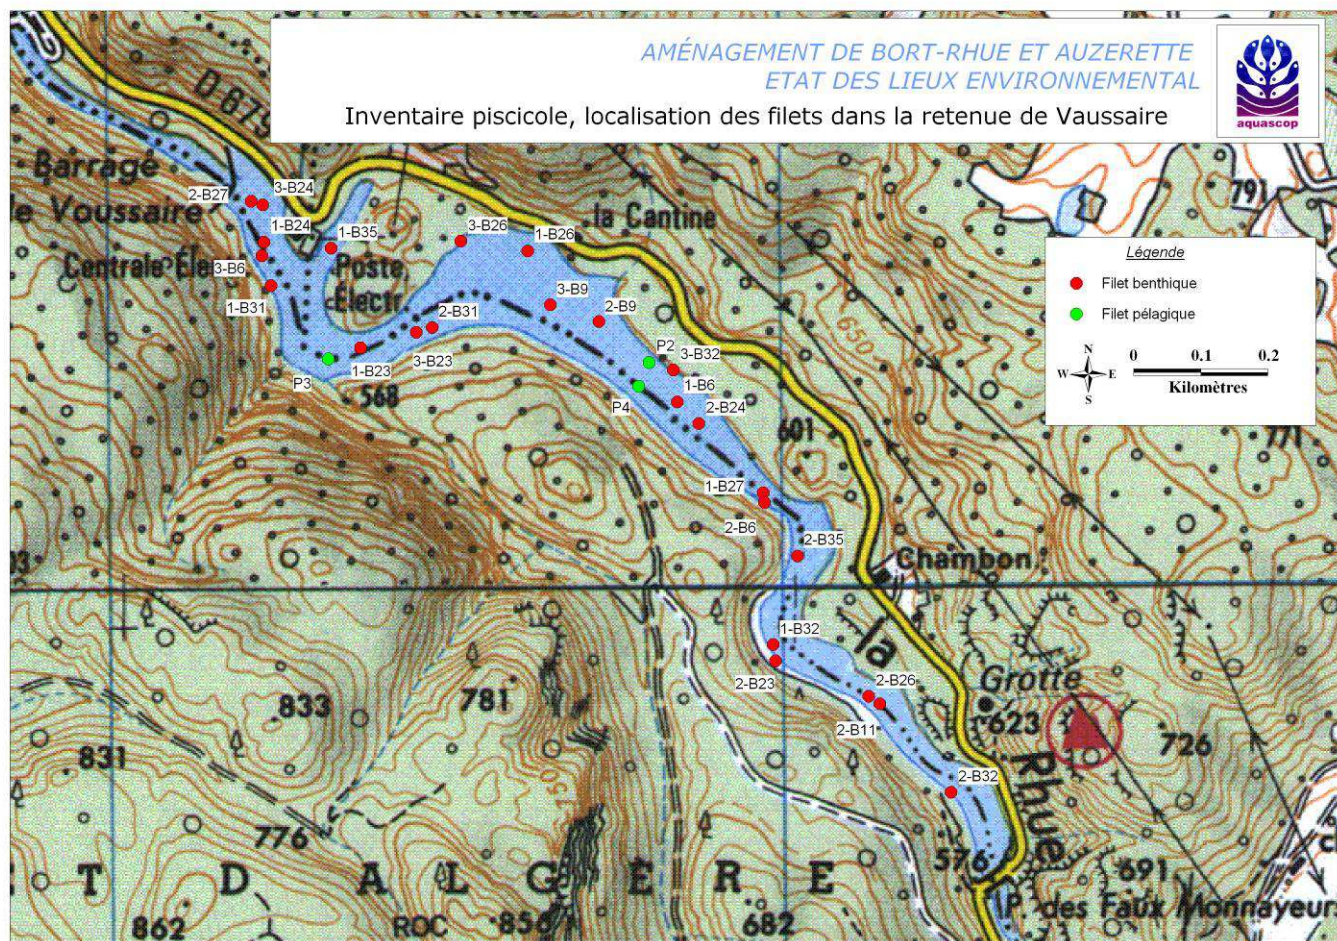 AMÉNAGEMENT DE BORT-RHUE ET AUZERETTE
ETAT DES LIEUX ENVIRONNEMENTAL
Inventaire piscicole, localisation des filets dans la retenue de Vaussaire
aquascop
D 679
Barrage
Voussaire
Centrale Élec
Poste
Électr.
la Cantine
791
650
Légende
Filet benthique
Filet pélagique
N
W E
S
0 0.1 0.2
Kilomètres
771
2-B27
3-B24
1-B24
1-B35
3-B6
1-B31
3-B26
1-B26
3-B9
2-B9
2-B31
3-B23
1-B23
P3
568
P2
3-B32
1-B6
P4
2-B24
601
1-B27
2-B6
2-B35
Chambon
1-B32
2-B23
la
2-B26
2-B11
Grotte
623
726
Rhue
2-B32
833
781
831
776
750
576
691
P. des Faux Monnayeurs
T D'ALGÈRE
862
ROC
856
682